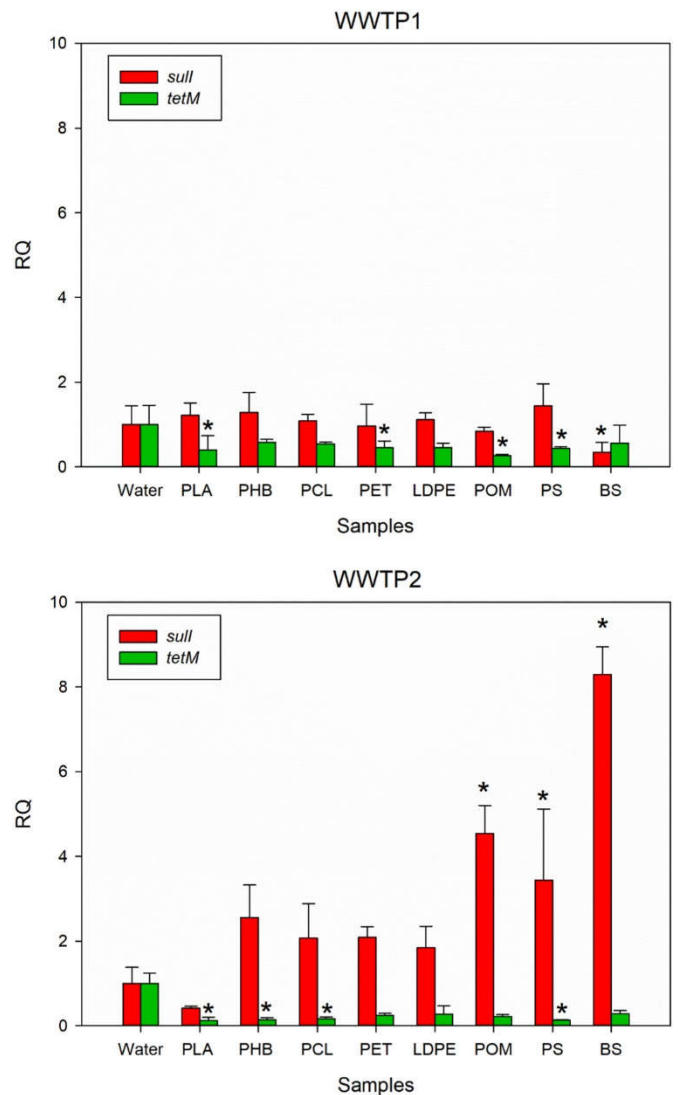 WWTP1
10
8
6
4
2
0
RQ
sulI
tetM
* * * * *
Water PLA PHB PCL PET LDPE POM PS BS
Samples
WWTP2
10
8
6
4
2
0
RQ
sulI
tetM
*
* *
* * * *
Water PLA PHB PCL PET LDPE POM PS BS
Samples